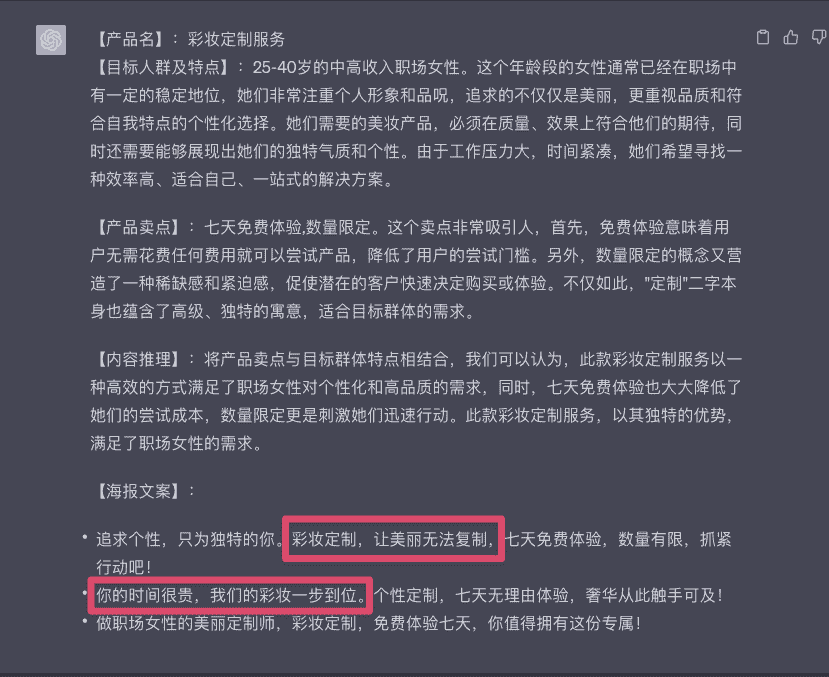 【产品名】：彩妆定制服务
【目标人群及特点】：25-40岁的中高收入职场女性。这个年龄段的女性通常已经在职场中
有一定的稳定地位，她们非常注重个人形象和品呪，追求的不仅仅是美丽，更重视品质和符
合自我特点的个性化选择。她们需要的美妆产品，必须在质量、效果上符合他们的期待，同
时还需要能够展现出她们的独特气质和个性。由于工作压力大，时间紧凑，她们希望寻找一
种效率高、适合自己、一站式的解决方案。
【产品卖点】：七天免费体验,数量限定。这个卖点非常吸引人，首先，免费体验意味着用
户无需花费任何费用就可以尝试产品，降低了用户的尝试门槛。另外，数量限定的概念又营
造了一种稀缺感和紧迫感，促使潜在的客户快速决定购买或体验。不仅如此，"定制"二字本
身也蕴含了高级、独特的寓意，适合目标群体的需求。
【内容推理】：将产品卖点与目标群体特点相结合，我们可以认为，此款彩妆定制服务以一
种高效的方式满足了职场女性对个性化和高品质的需求，同时，七天免费体验也大大降低了
她们的尝试成本，数量限定更是刺激她们迅速行动。此款彩妆定制服务，以其独特的优势，
满足了职场女性的需求。
【海报文案】：
• 追求个性，只为独特的你。彩妆定制，让美丽无法复制，七天免费体验，数量有限，抓紧
行动吧！
• 你的时间很贵，我们的彩妆一步到位。个性定制，七天无理由体验，奢华从此触手可及！
• 做职场女性的美丽定制师，彩妆定制，免费体验七天，你值得拥有这份专属！